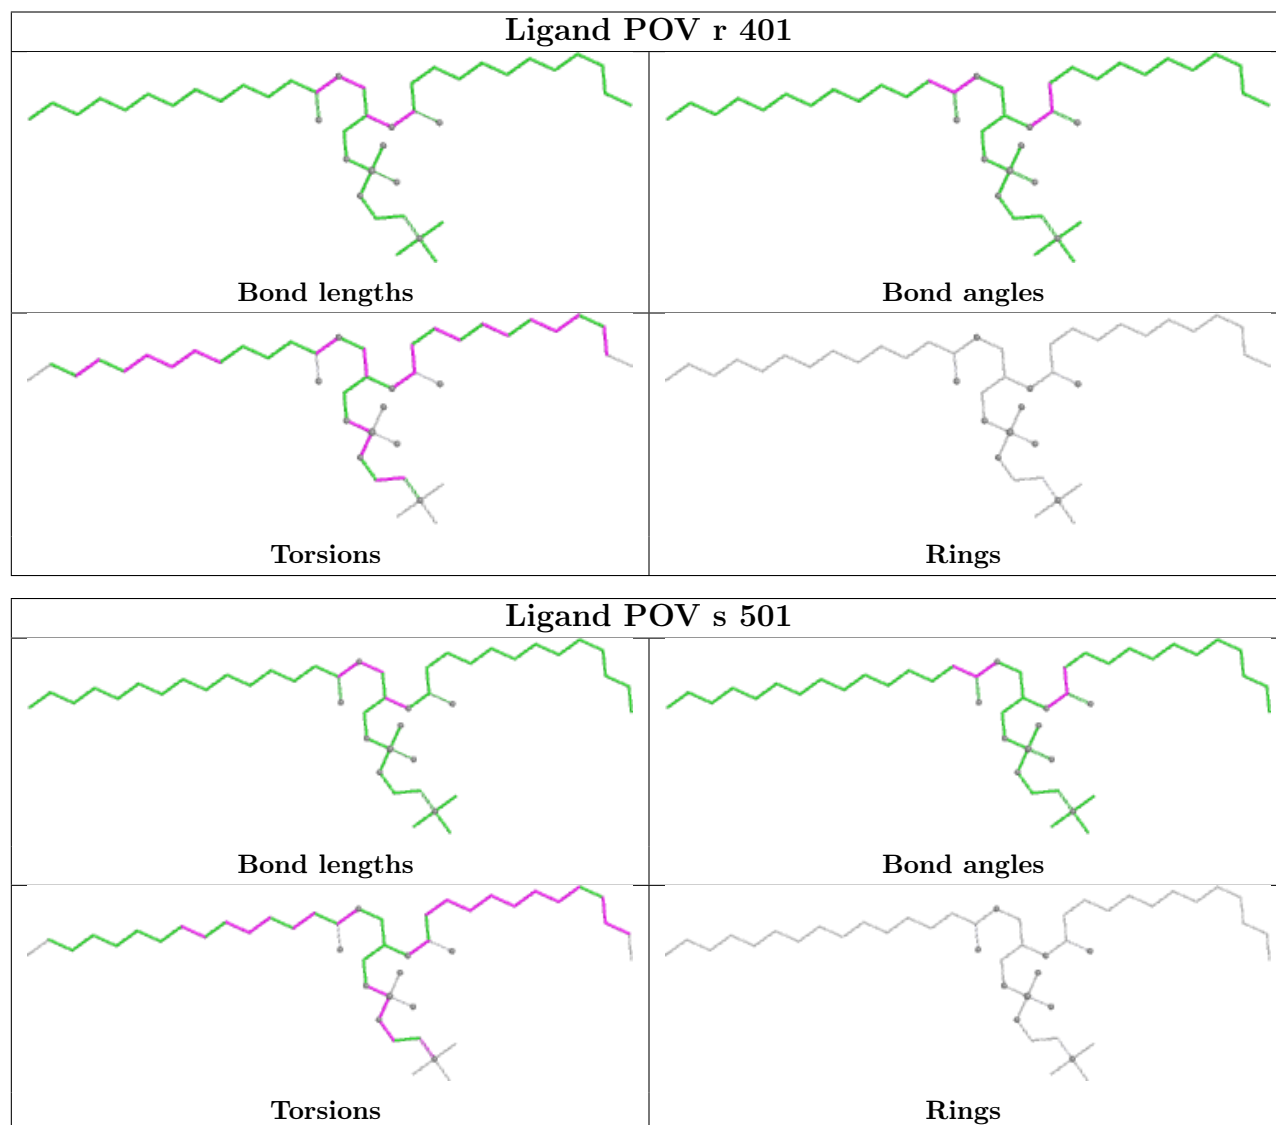 Ligand POV r 401
Bond lengths
Bond angles
Torsions
Rings
Ligand POV s 501
Bond lengths
Bond angles
Torsions
Rings